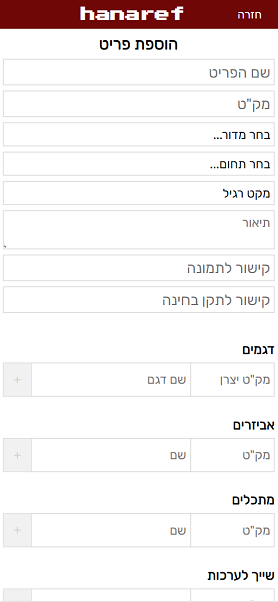 חזרה
hanaref
הוספת פריט
שם הפריט
מק"ט
בחר מדור...
בחר תחום...
מקט רגיל
תיאור
קישור לתמונה
קישור לתקן בחינה
דגמים
מק"ט יצרן שם דגם +
אביזרים
מק"ט שם +
מתכלים
מק"ט שם +
שייך לערכות